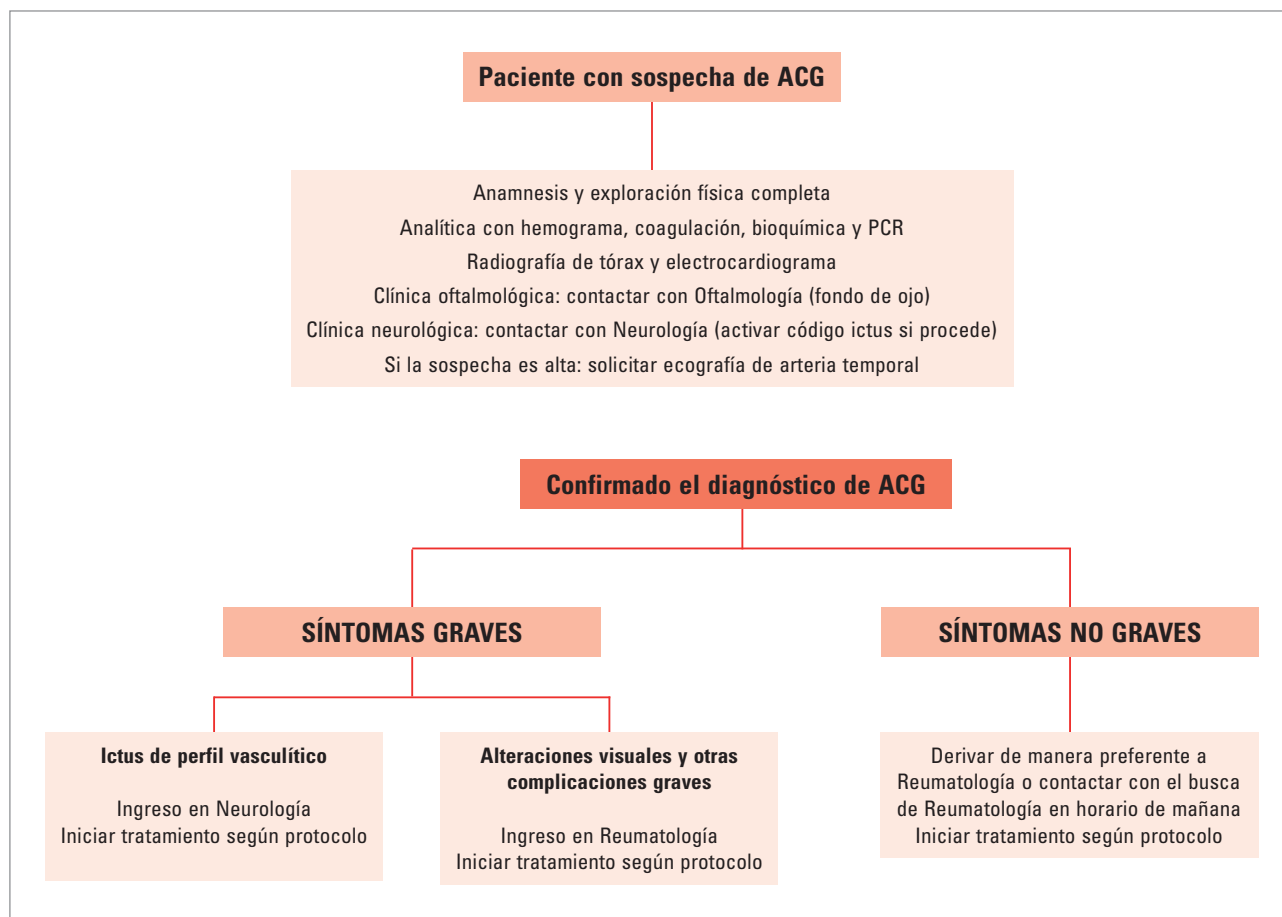 Paciente con sospecha de ACG
Anamnesis y exploración física completa
Analítica con hemograma, coagulación, bioquímica y PCR
Radiografía de tórax y electrocardiograma
Clínica oftalmológica: contactar con Oftalmología (fondo de ojo)
Clínica neurológica: contactar con Neurología (activar código ictus si procede)
Si la sospecha es alta: solicitar ecografía de arteria temporal
Confirmado el diagnóstico de ACG
SÍNTOMAS GRAVES
SÍNTOMAS NO GRAVES
Ictus de perfil vasculítico
Ingreso en Neurología
Iniciar tratamiento según protocolo
Alteraciones visuales y otras
complicaciones graves
Ingreso en Reumatología
Iniciar tratamiento según protocolo
Derivar de manera preferente a
Reumatología o contactar con el busca
de Reumatología en horario de mañana
Iniciar tratamiento según protocolo